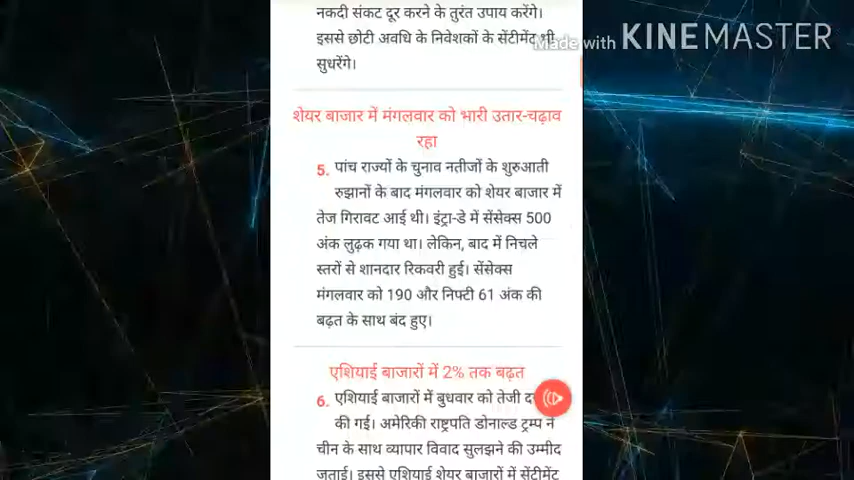 नकदी संकट दूर करने के तुरंत उपाय करेंगे।
इससे छोटी अवधि के निवेशकों के सेंटीमेंट भी
सुधरेंगे।
Made with KINEMASTER
शेयर बाजार में मंगलवार को भारी उतार-चढ़ाव
रहा
5. पांच राज्यों के चुनाव नतीजों के शुरुआती
रुझानों के बाद मंगलवार को शेयर बाजार में
तेज गिरावट आई थी। इंट्रा-डे में सेंसेक्स 500
अंक लुढ़क गया था। लेकिन, बाद में निचले
स्तरों से शानदार रिकवरी हुई। सेंसेक्स
मंगलवार को 190 और निफ्टी 61 अंक की
बढ़त के साथ बंद हुए।
एशियाई बाजारों में 2% तक बढ़त
6. एशियाई बाजारों में बुधवार को तेजी
की गई। अमेरिकी राष्ट्रपति डोनाल्ड ट्रम्प ने
चीन के साथ व्यापार विवाद सुलझने की उम्मीद
जताई। इससे एशियाई शेयर बाजारों में सेंटीमेंट